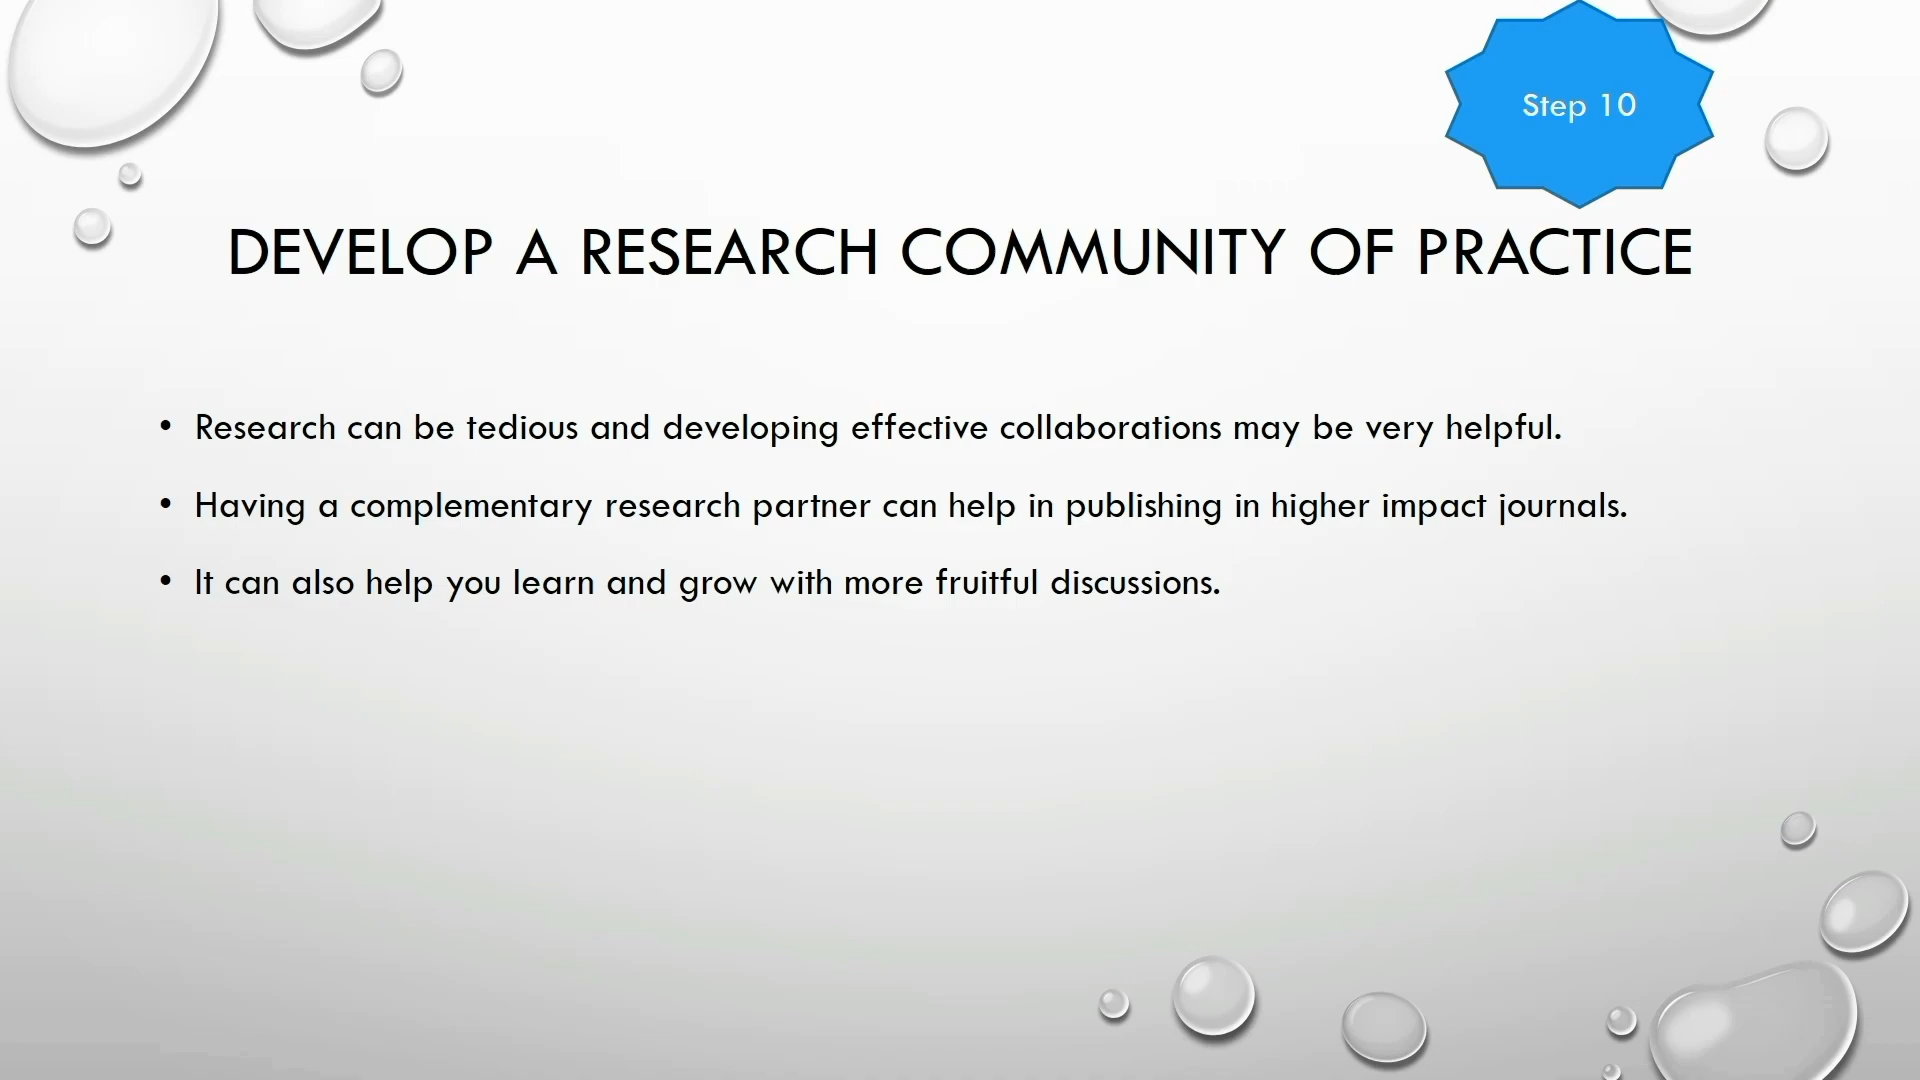 Step 10
DEVELOP A RESEARCH COMMUNITY OF PRACTICE
• Research can be tedious and developing effective collaborations may be very helpful.
• Having a complementary research partner can help in publishing in higher impact journals.
• It can also help you learn and grow with more fruitful discussions.